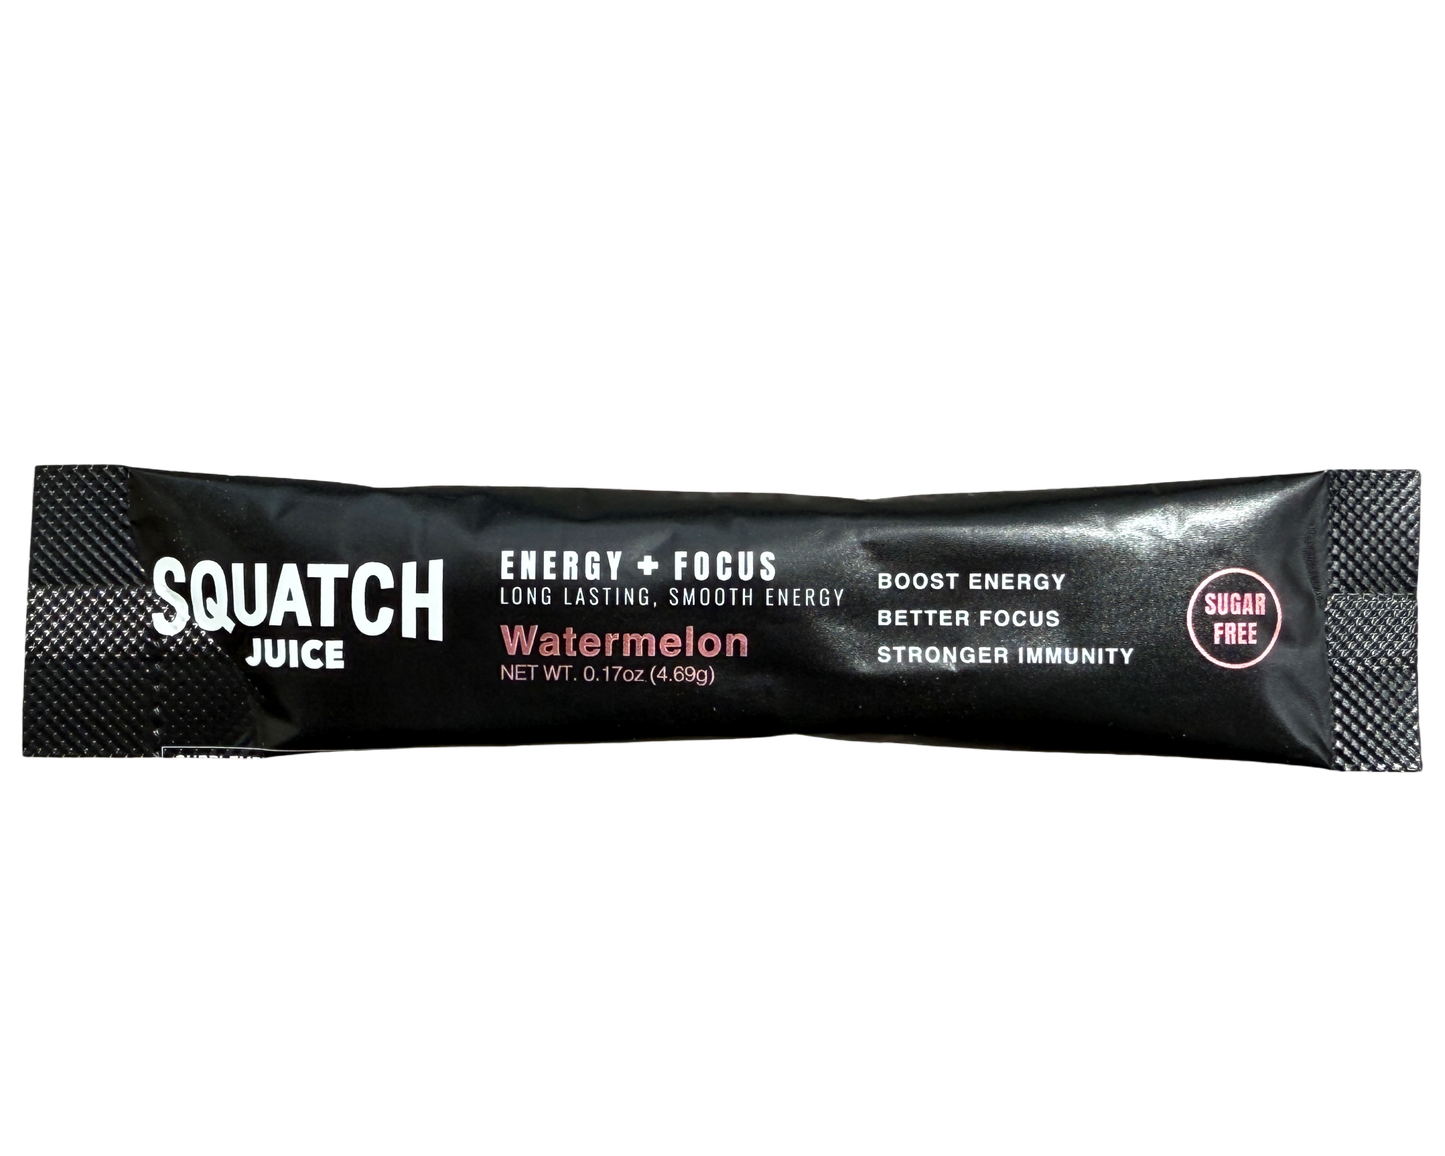 SQUATCH
JUICE
ENERGY + FOCUS
LONG LASTING, SMOOTH ENERGY
Watermelon
NET WT. 0.17oz (4.69g)
BOOST ENERGY
BETTER FOCUS
STRONGER IMMUNITY
SUGAR
FREE